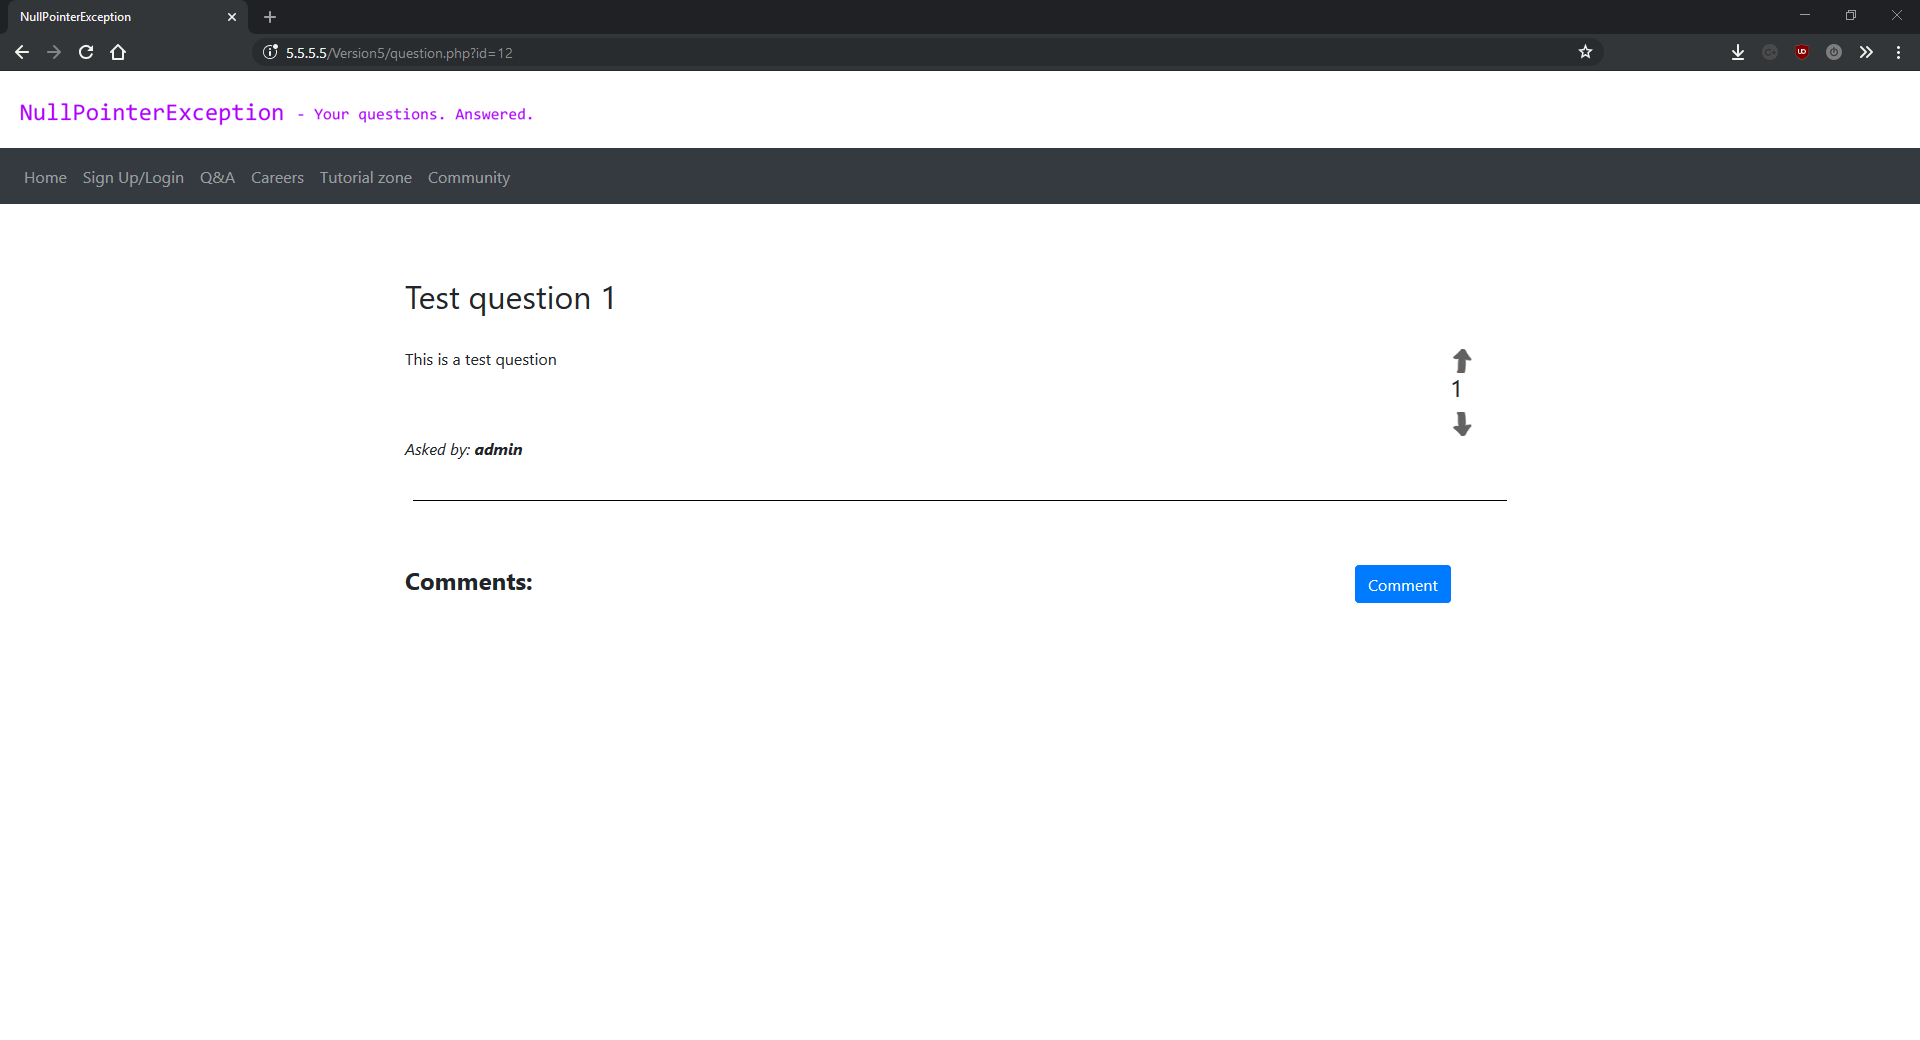 NullPointerException
5.5.5.5/Version5/question.php?id=12
NullPointerException - Your questions. Answered.
Home Sign Up/Login Q&A Careers Tutorial zone Community
Test question 1
This is a test question
1
Asked by: admin
Comments:
Comment